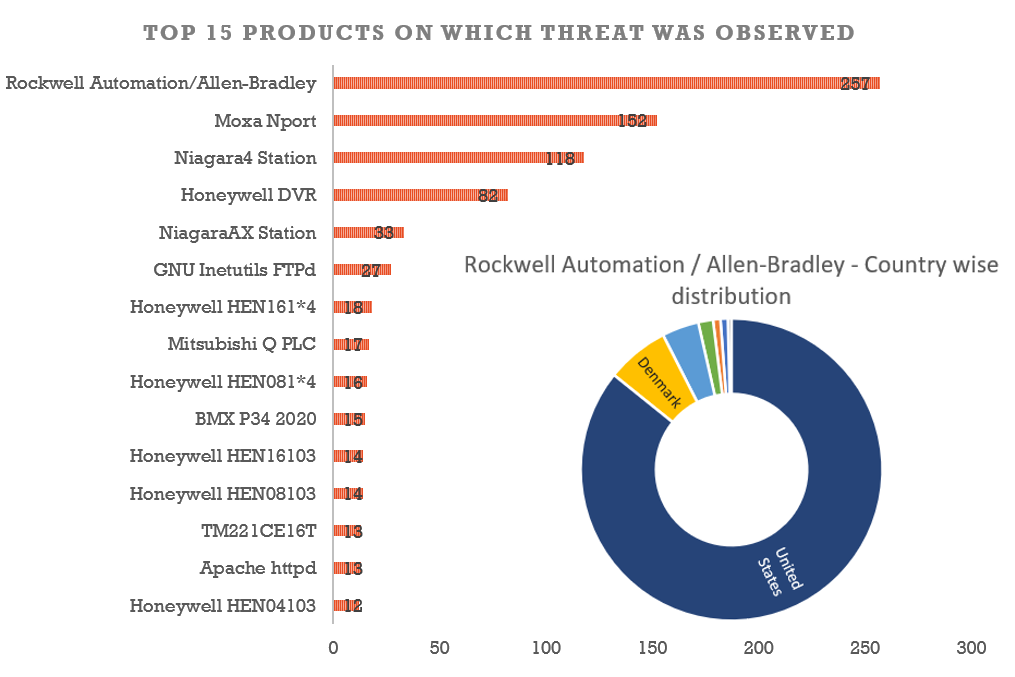 TOP 15 PRODUCTS ON WHICH THREAT WAS OBSERVED
Rockwell Automation/Allen-Bradley 257
Moxa Nport 152
Niagara4 Station 118
Honeywell DVR 82
NiagaraAX Station 33
GNU Inetutils FTPd 27
Honeywell HEN161*4 18
Mitsubishi Q PLC 17
Honeywell HEN081*4 16
BMX P34 2020 15
Honeywell HEN16103 14
Honeywell HEN08103 14
TM221CE16T 13
Apache httpd 13
Honeywell HEN04103 12
0 50 100 150 200 250 300
Rockwell Automation / Allen-Bradley - Country wise
distribution
Denmark
United
States